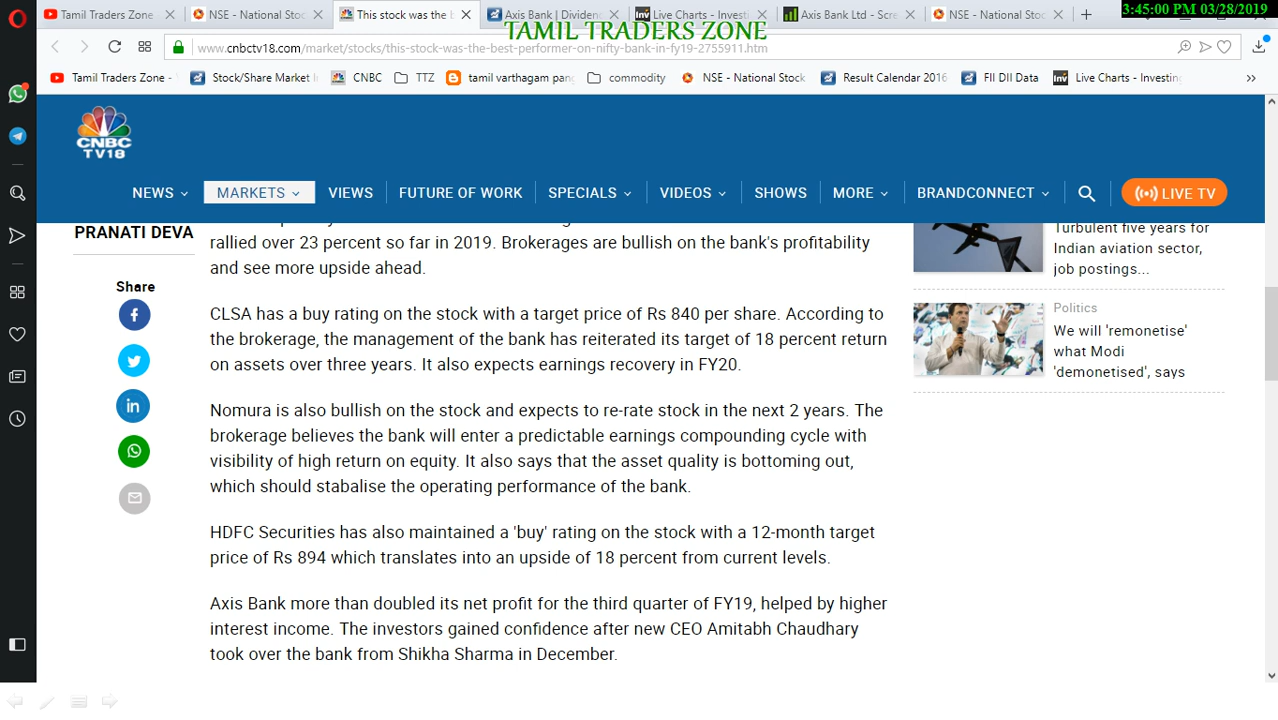 3:45:00 PM 03/28/2019
Tamil Traders Zone
NSE - National Stoc
This stock was the b
Axis Bank | Dividend
Live Charts - Investi
Axis Bank Ltd - Scre
NSE - National Stoc
TAMIL TRADERS ZONE
www.cnbctv18.com/market/stocks/this-stock-was-the-best-performer-on-nifty-bank-in-fy19-2755911.htm
Tamil Traders Zone -
Stock/Share Market I
CNBC
TTZ
tamil varthagam pan
commodity
NSE - National Stock
Result Calendar 2016
FII DII Data
Inv
Live Charts - Investin
CNBC
TV18
NEWS
MARKETS
VIEWS
FUTURE OF WORK
SPECIALS
VIDEOS
SHOWS
MORE
BRANDCONNECT
LIVE TV
PRANATI DEVA
Share
rallied over 23 percent so far in 2019. Brokerages are bullish on the bank's profitability
and see more upside ahead.
CLSA has a buy rating on the stock with a target price of Rs 840 per share. According to
the brokerage, the management of the bank has reiterated its target of 18 percent return
on assets over three years. It also expects earnings recovery in FY20.
Nomura is also bullish on the stock and expects to re-rate stock in the next 2 years. The
brokerage believes the bank will enter a predictable earnings compounding cycle with
visibility of high return on equity. It also says that the asset quality is bottoming out,
which should stabalise the operating performance of the bank.
HDFC Securities has also maintained a 'buy' rating on the stock with a 12-month target
price of Rs 894 which translates into an upside of 18 percent from current levels.
Axis Bank more than doubled its net profit for the third quarter of FY19, helped by higher
interest income. The investors gained confidence after new CEO Amitabh Chaudhary
took over the bank from Shikha Sharma in December.
Turbulent five years for
Indian aviation sector,
job postings...
Politics
We will 'remonetise'
what Modi
'demonetised', says